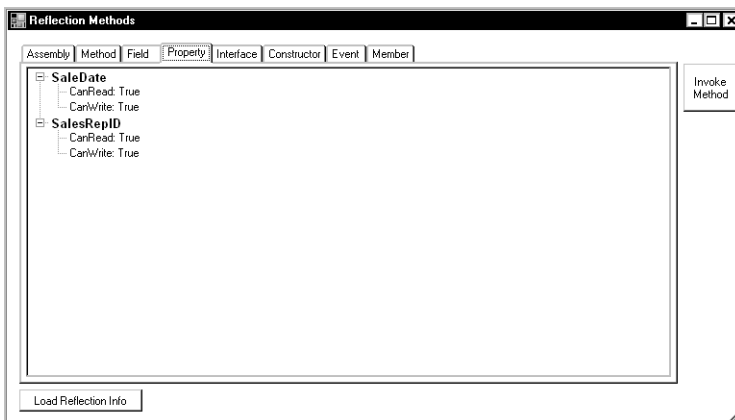 Reflection Methods
Assembly Method Field Property Interface Constructor Event Member
SaleDate
CanRead: True
CanWrite: True
SalesRepID
CanRead: True
CanWrite: True
Invoke
Method
Load Reflection Info